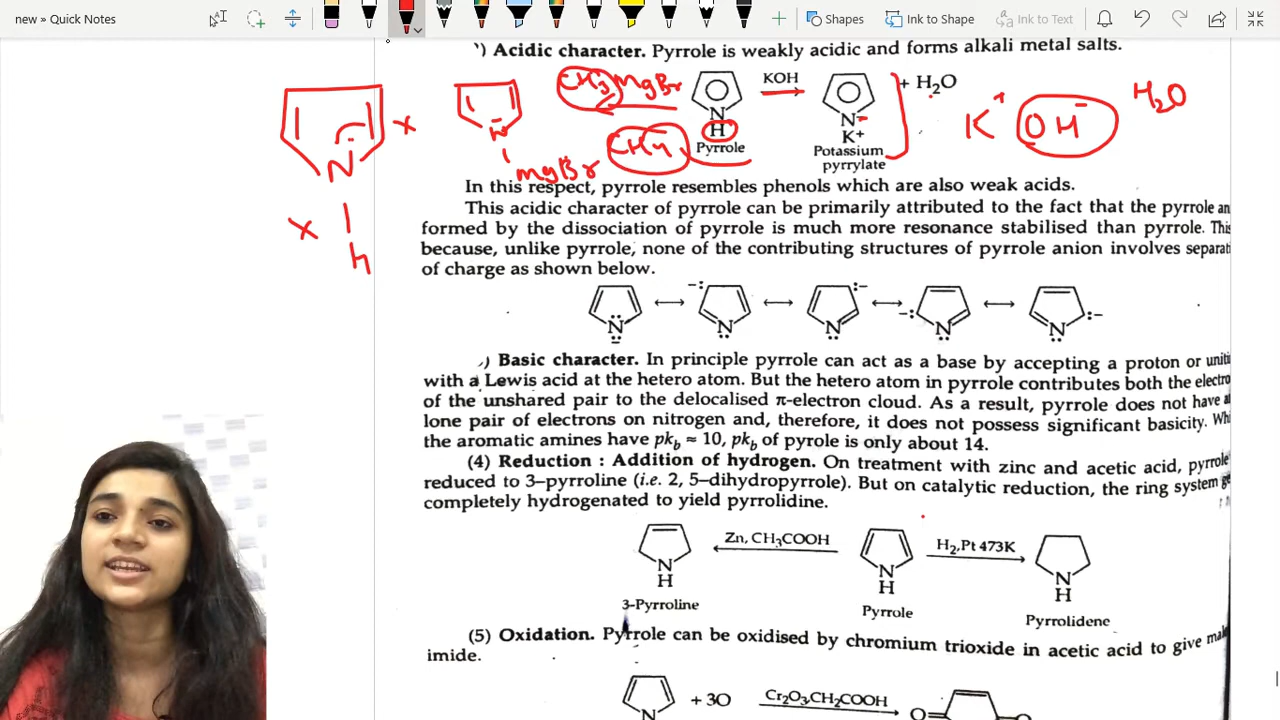 new » Quick Notes
Shapes
Ink to Shape
Ink to Text
Acidic character. Pyrrole is weakly acidic and forms alkali metal salts.
CH3 MgBr
KOH
+ H2O
K+ OH-
H2O
N
H
Pyrrole
N-
K+
Potassium
pyrrylate
CH4
N
MgBr
N
H
In this respect, pyrrole resembles phenols which are also weak acids.
This acidic character of pyrrole can be primarily attributed to the fact that the pyrrole an
formed by the dissociation of pyrrole is much more resonance stabilised than pyrrole. This
because, unlike pyrrole, none of the contributing structures of pyrrole anion involves separati
of charge as shown below.
N N N N N
Basic character. In principle pyrrole can act as a base by accepting a proton or uniti
with a Lewis acid at the hetero atom. But the hetero atom in pyrrole contributes both the electro
of the unshared pair to the delocalised π-electron cloud. As a result, pyrrole does not have a
lone pair of electrons on nitrogen and, therefore, it does not possess significant basicity. Whi
the aromatic amines have pkb ≈ 10, pkb of pyrole is only about 14.
(4) Reduction : Addition of hydrogen. On treatment with zinc and acetic acid, pyrrole
reduced to 3–pyrroline (i.e. 2, 5–dihydropyrrole). But on catalytic reduction, the ring system ge
completely hydrogenated to yield pyrrolidine.
Zn, CH3COOH
H2,Pt 473K
N N N
H H H
3-Pyrroline
Pyrrole
Pyrrolidene
(5) Oxidation. Pyrrole can be oxidised by chromium trioxide in acetic acid to give male
imide.
+ 3O
Cr2O3,CH2COOH
N
O
O